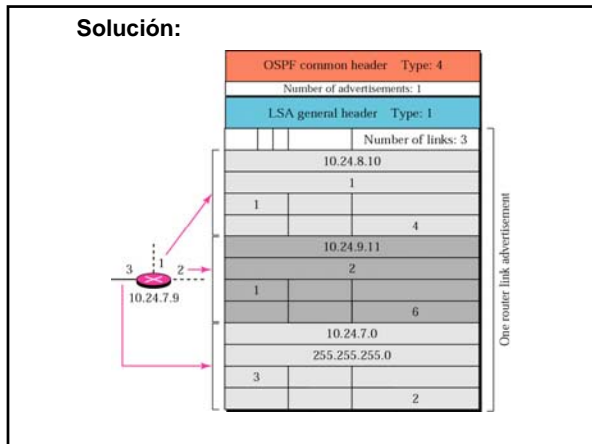 Solución:
OSPF common header Type: 4
Number of advertisements: 1
LSA general header Type: 1
Number of links: 3
10.24.8.10
1
1
4
10.24.9.11
2
1
6
10.24.7.0
255.255.255.0
3
2
3 1 2
10.24.7.9
One router link advertisement